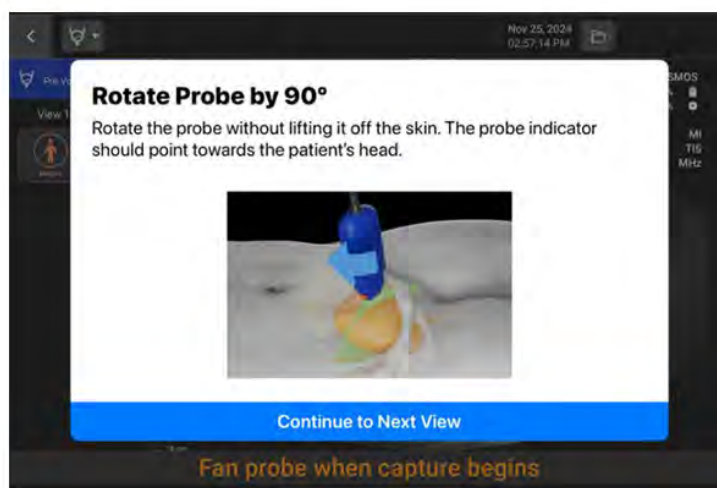 Nov 25, 2024
02:57:14 PM
View 1
MI
TIS
MHz
Rotate Probe by 90°
Rotate the probe without lifting it off the skin. The probe indicator
should point towards the patient's head.
Continue to Next View
Fan probe when capture begins